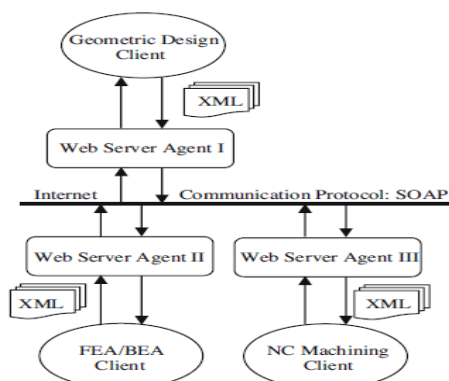 Geometric Design
Client
XML
Web Server Agent I
Internet
Communication Protocol: SOAP
Web Server Agent II
Web Server Agent III
XML
XML
FEA/BEA
Client
NC Machining
Client